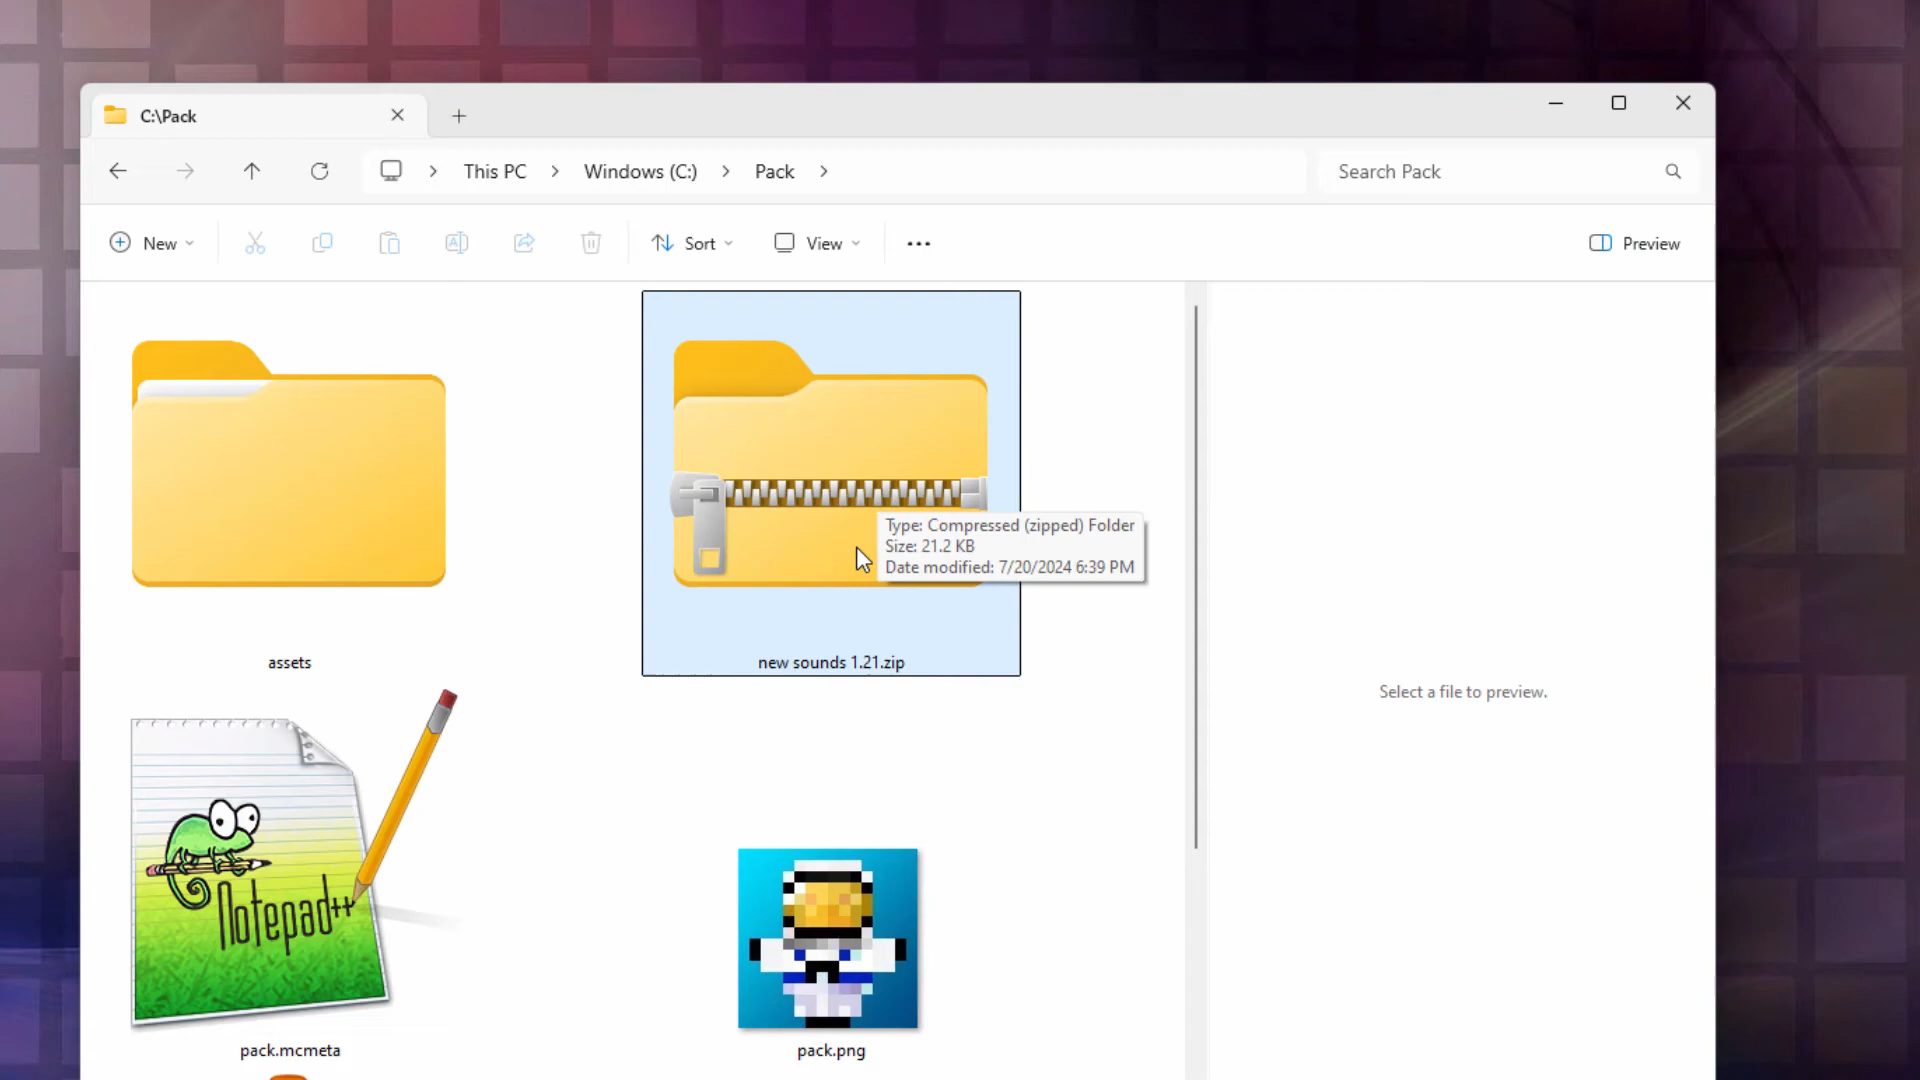 C:\Pack
This PC
Windows (C:)
Pack
Search Pack
New
Sort
View
Preview
Type: Compressed (zipped) Folder
Size: 21.2 KB
Date modified: 7/20/2024 6:39 PM
assets
new sounds 1.21.zip
Select a file to preview.
Notepad++
pack.mcmeta
pack.png